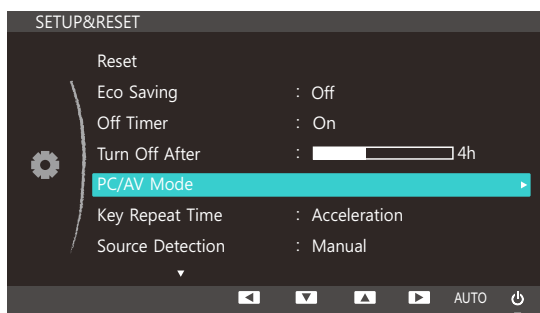 SETUP&RESET
Reset
Eco Saving : Off
Off Timer : On
Turn Off After : 4h
PC/AV Mode
Key Repeat Time : Acceleration
Source Detection : Manual
AUTO